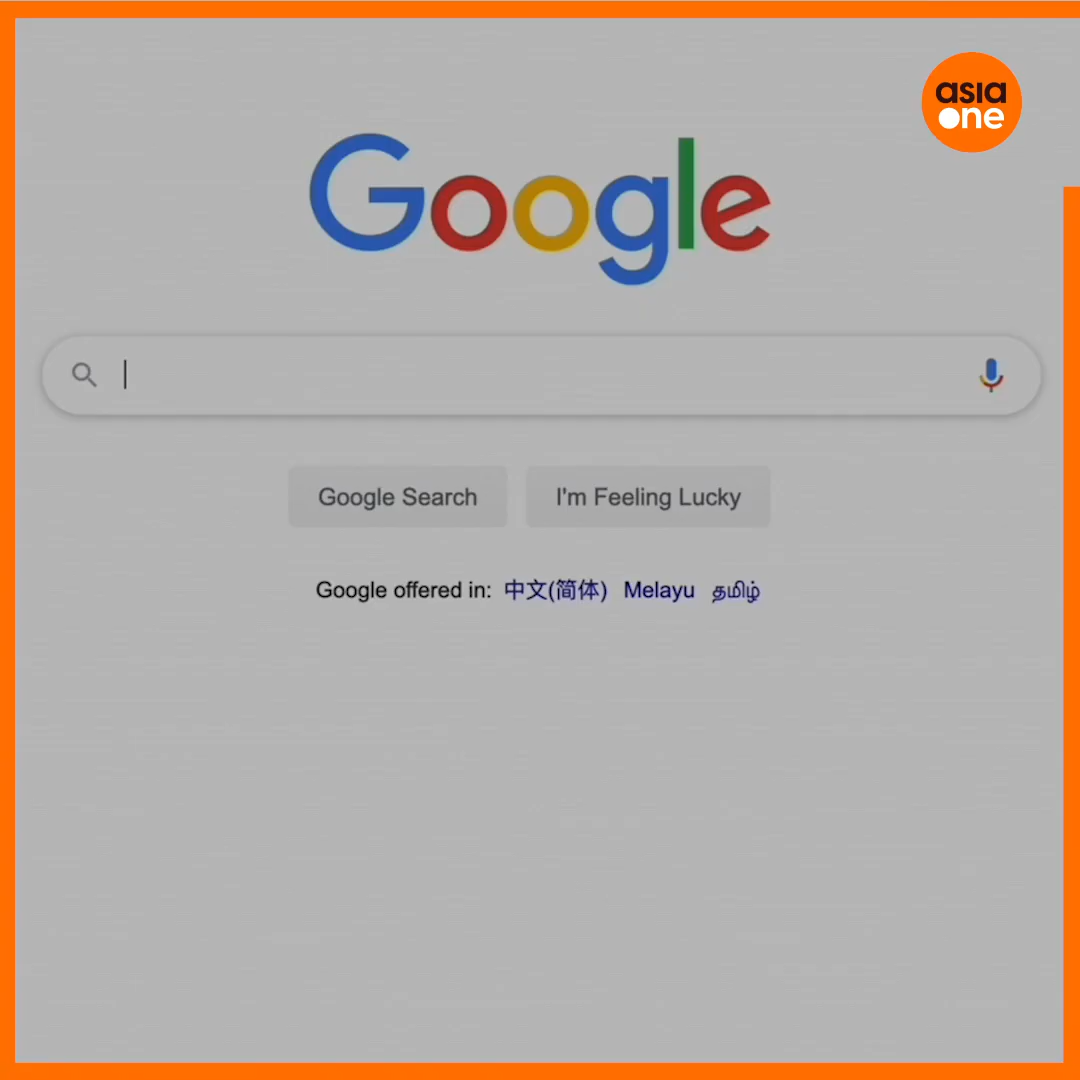 asia
one
Google
Google Search I'm Feeling Lucky
Google offered in: 中文(简体) Melayu தமிழ்